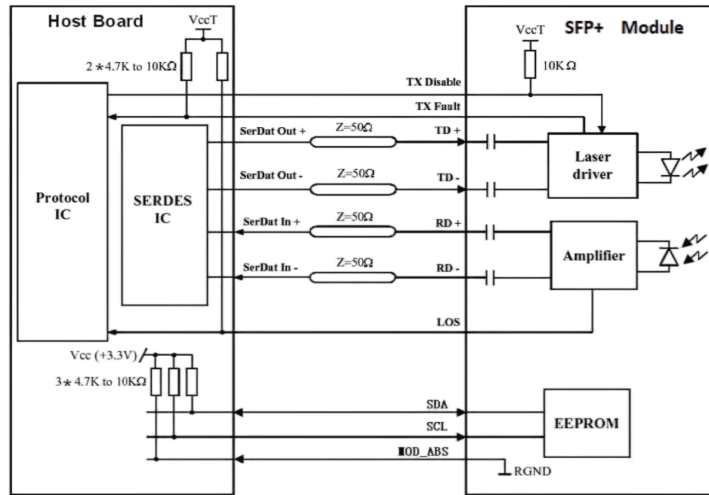 Host Board
SFP+ Module
VccT
VccT
2*4.7K to 10KΩ
10KΩ
TX Disable
TX Fault
SerDat Out +
Z=50Ω
TD +
SerDat Out -
Z=50Ω
TD -
Laser
driver
Protocol
IC
SERDES
IC
SerDat In +
Z=50Ω
RD +
SerDat In -
Z=50Ω
RD -
Amplifier
LOS
Vcc (+3.3V)
3*4.7K to 10KΩ
SDA
SCL
MOD_ABS
EEPROM
RGND